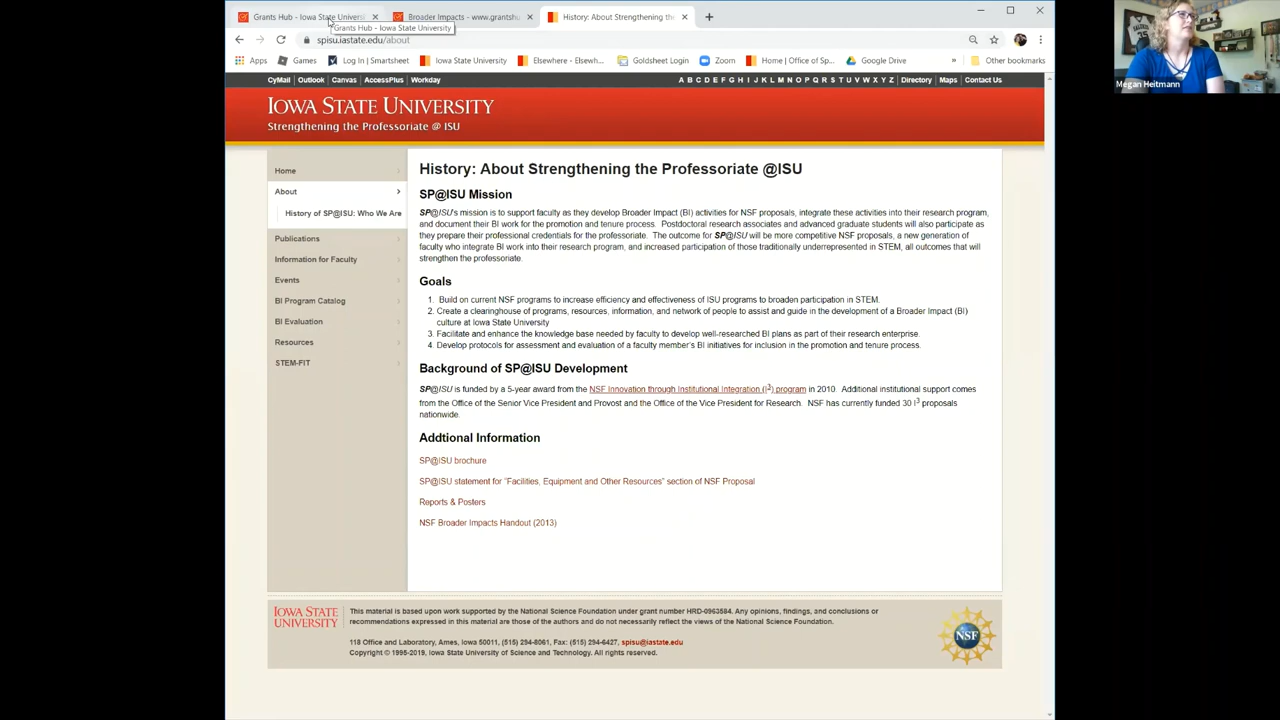 Grants Hub - Iowa State Universi
Broader Impacts - www.grantshu
History: About Strengthening the
Grants Hub - Iowa State University
spisu.iastate.edu/about
Apps
Games
Log In | Smartsheet
Iowa State University
Elsewhere - Elsewh...
Goldsheet Login
Zoom
Home | Office of Sp...
Google Drive
»
Other bookmarks
Megan Heitmann
CyMail Outlook Canvas AccessPlus Workday
A B C D E F G H I J K L M N O P Q R S T U V W X Y Z Directory Maps Contact Us
IOWA STATE UNIVERSITY
Strengthening the Professoriate @ ISU
Home
About
History of SP@ISU: Who We Are
Publications
Information for Faculty
Events
BI Program Catalog
BI Evaluation
Resources
STEM-FIT
History: About Strengthening the Professoriate @ISU
SP@ISU Mission
SP@ISU's mission is to support faculty as they develop Broader Impact (BI) activities for NSF proposals, integrate these activities into their research program,
and document their BI work for the promotion and tenure process. Postdoctoral research associates and advanced graduate students will also participate as
they prepare their professional credentials for the professoriate. The outcome for SP@ISU will be more competitive NSF proposals, a new generation of
faculty who integrate BI work into their research program, and increased participation of those traditionally underrepresented in STEM, all outcomes that will
strengthen the professoriate.
Goals
1. Build on current NSF programs to increase efficiency and effectiveness of ISU programs to broaden participation in STEM.
2. Create a clearinghouse of programs, resources, information, and network of people to assist and guide in the development of a Broader Impact (BI)
culture at Iowa State University
3. Facilitate and enhance the knowledge base needed by faculty to develop well-researched BI plans as part of their research enterprise.
4. Develop protocols for assessment and evaluation of a faculty member's BI initiatives for inclusion in the promotion and tenure process.
Background of SP@ISU Development
SP@ISU is funded by a 5-year award from the NSF Innovation through Institutional Integration (I3) program in 2010. Additional institutional support comes
from the Office of the Senior Vice President and Provost and the Office of the Vice President for Research. NSF has currently funded 30 I3 proposals
nationwide.
Addtional Information
SP@ISU brochure
SP@ISU statement for "Facilities, Equipment and Other Resources" section of NSF Proposal
Reports & Posters
NSF Broader Impacts Handout (2013)
IOWA STATE
UNIVERSITY
This material is based upon work supported by the National Science Foundation under grant number HRD-0963584. Any opinions, findings, and conclusions or
recommendations expressed in this material are those of the authors and do not necessarily reflect the views of the National Science Foundation.
118 Office and Laboratory, Ames, Iowa 50011, (515) 294-8061, Fax: (515) 294-6427, spisu@iastate.edu
Copyright © 1995-2019, Iowa State University of Science and Technology. All rights reserved.
NSF